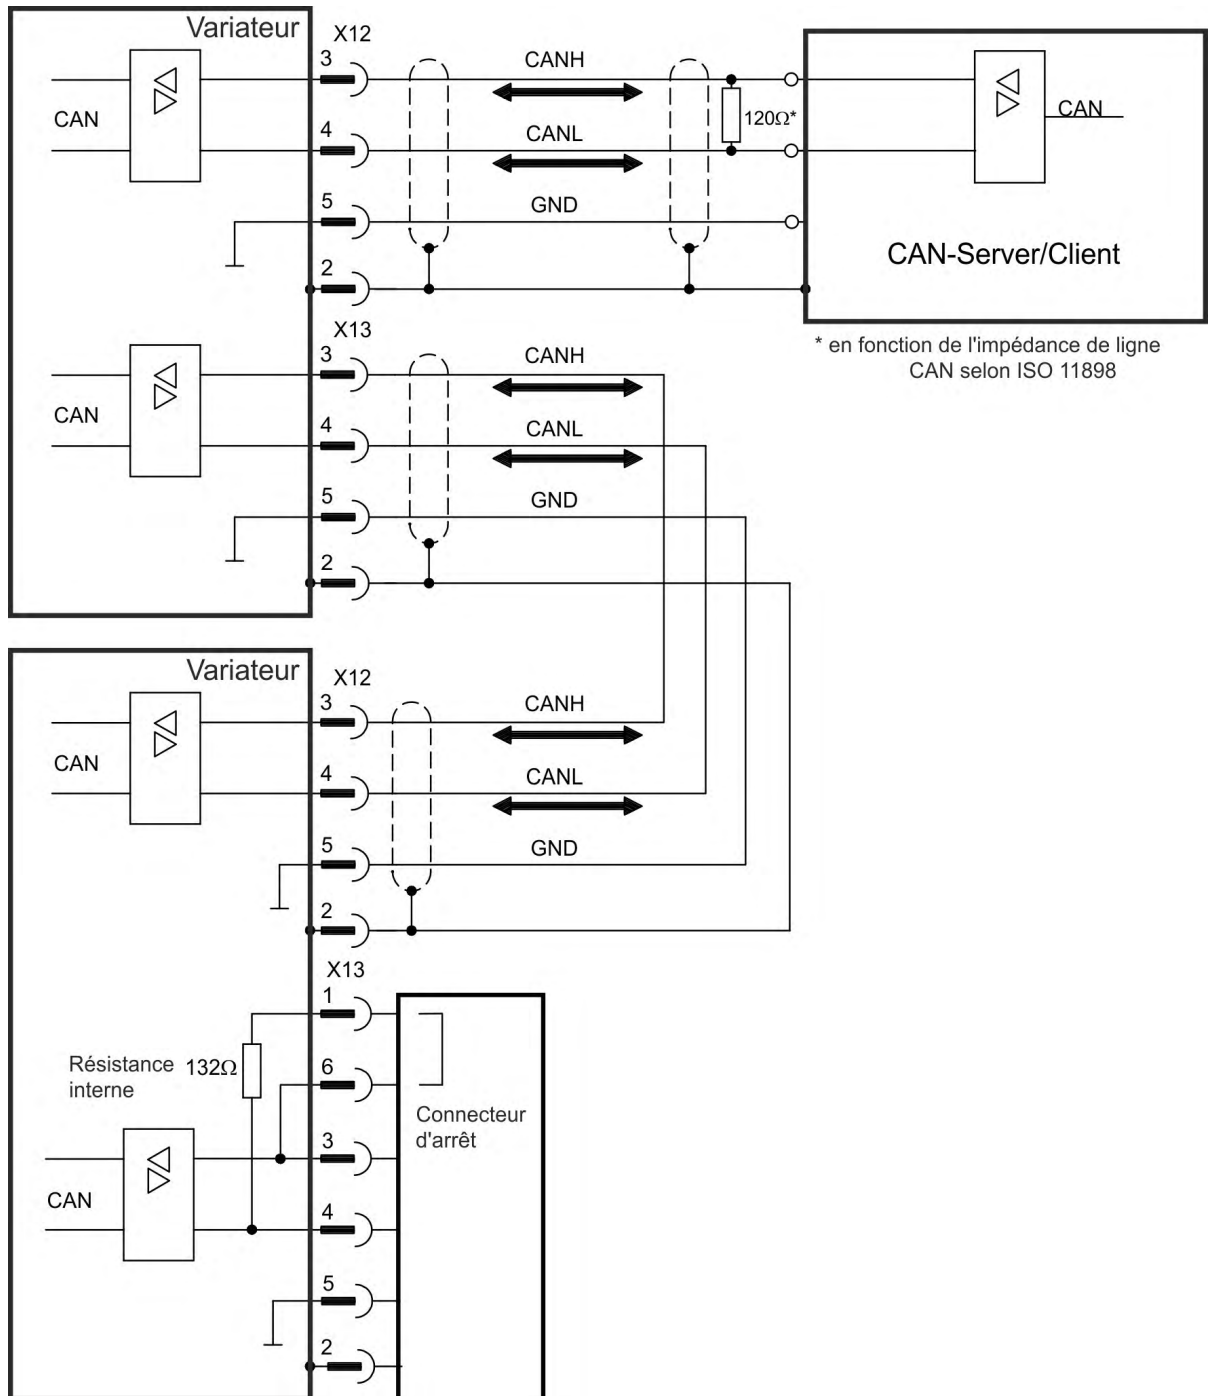 Variateur
X12
3
CANH
CAN
120Ω*
CAN
4
CANL
5
GND
CAN-Server/Client
2
X13
* en fonction de l'impédance de ligne
CAN selon ISO 11898
3
CANH
CAN
4
CANL
5
GND
2
Variateur
X12
3
CANH
CAN
4
CANL
5
GND
2
X13
1
Résistance
interne
132Ω
6
Connecteur
d'arrêt
3
CAN
4
5
2